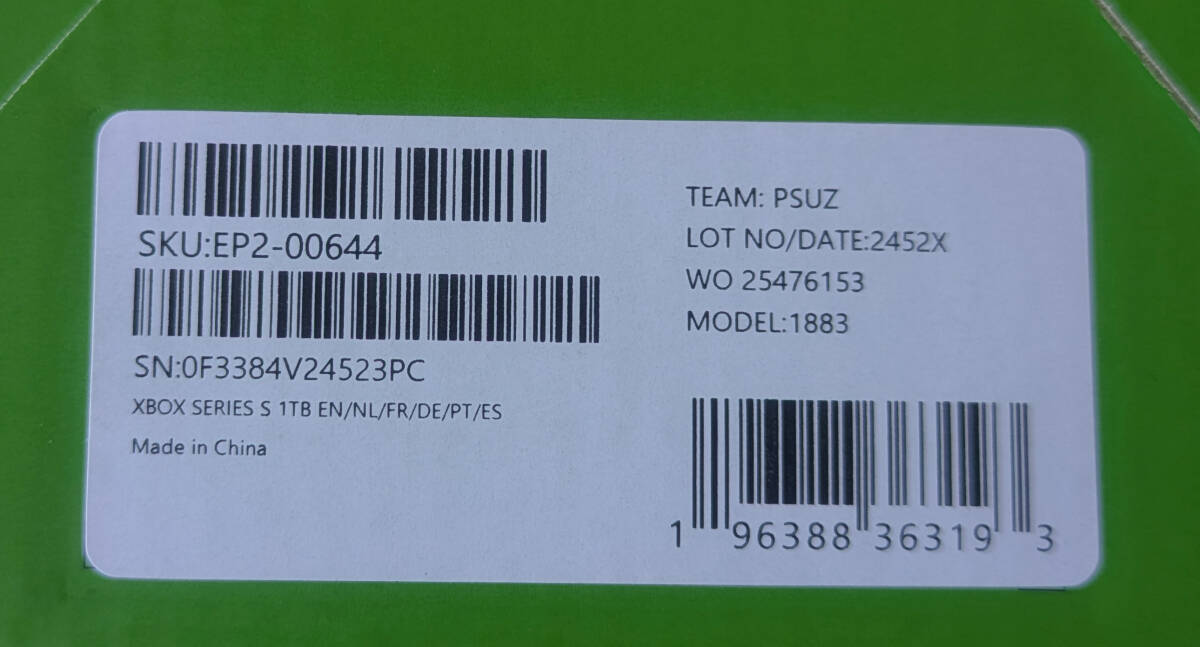 SKU:EP2-00644
SN:0F3384V24523PC
XBOX SERIES S 1TB EN/NL/FR/DE/PT/ES
Made in China
TEAM: PSUZ
LOT NO/DATE:2452X
WO 25476153
MODEL:1883
1 96388 36319 3